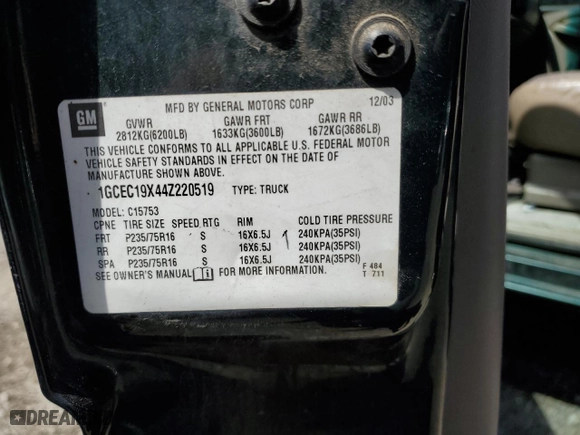 GM
MFD BY GENERAL MOTORS CORP 12/03
GVWR GAWR FRT GAWR RR
2812KG(6200LB) 1633KG(3600LB) 1672KG(3686LB)
THIS VEHICLE CONFORMS TO ALL APPLICABLE U.S. FEDERAL MOTOR
VEHICLE SAFETY STANDARDS IN EFFECT ON THE DATE OF
MANUFACTURE SHOWN ABOVE.
1GCEC19X44Z220519 TYPE: TRUCK
MODEL: C15753
CPNE TIRE SIZE SPEED RTG RIM COLD TIRE PRESSURE
FRT P235/75R16 S 16X6.5J 240KPA(35PSI)
RR P235/75R16 S 16X6.5J 240KPA(35PSI)
SPA P235/75R16 S 16X6.5J 240KPA(35PSI)
SEE OWNER'S MANUAL FOR MORE INFORMATION.
F 464
T 711